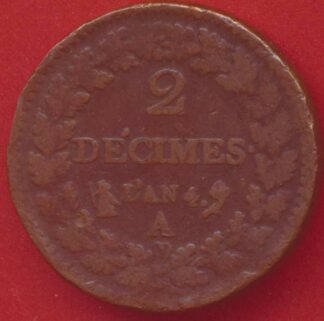 2
DÉCIMES.
L'AN 4.
A